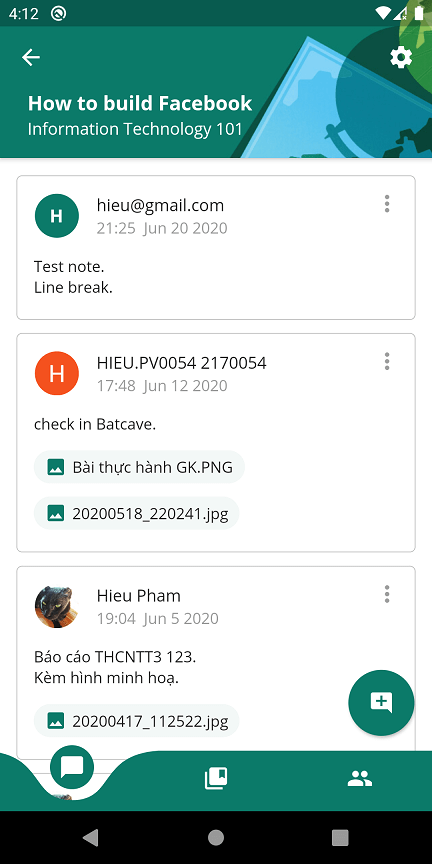 4:12
How to build Facebook
Information Technology 101
H
hieu@gmail.com
21:25 Jun 20 2020
Test note.
Line break.
H
HIEU.PV0054 2170054
17:48 Jun 12 2020
check in Batcave.
Bài thực hành GK.PNG
20200518_220241.jpg
Hieu Pham
19:04 Jun 5 2020
Báo cáo THCNTT3 123.
Kèm hình minh hoạ.
20200417_112522.jpg